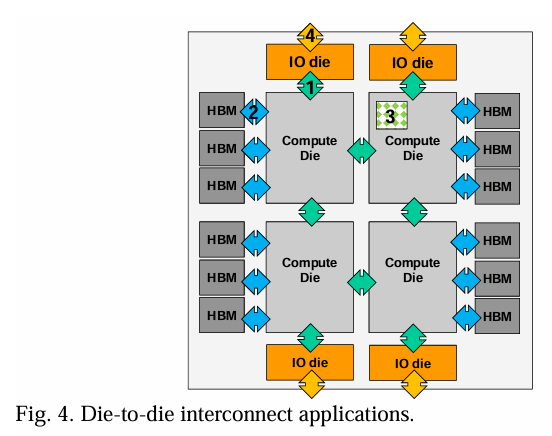 4
IO die
IO die
1
HBM
2
3
HBM
Compute
Die
Compute
Die
HBM
HBM
HBM
HBM
HBM
HBM
Compute
Die
Compute
Die
HBM
HBM
HBM
HBM
IO die
IO die
Fig. 4. Die-to-die interconnect applications.